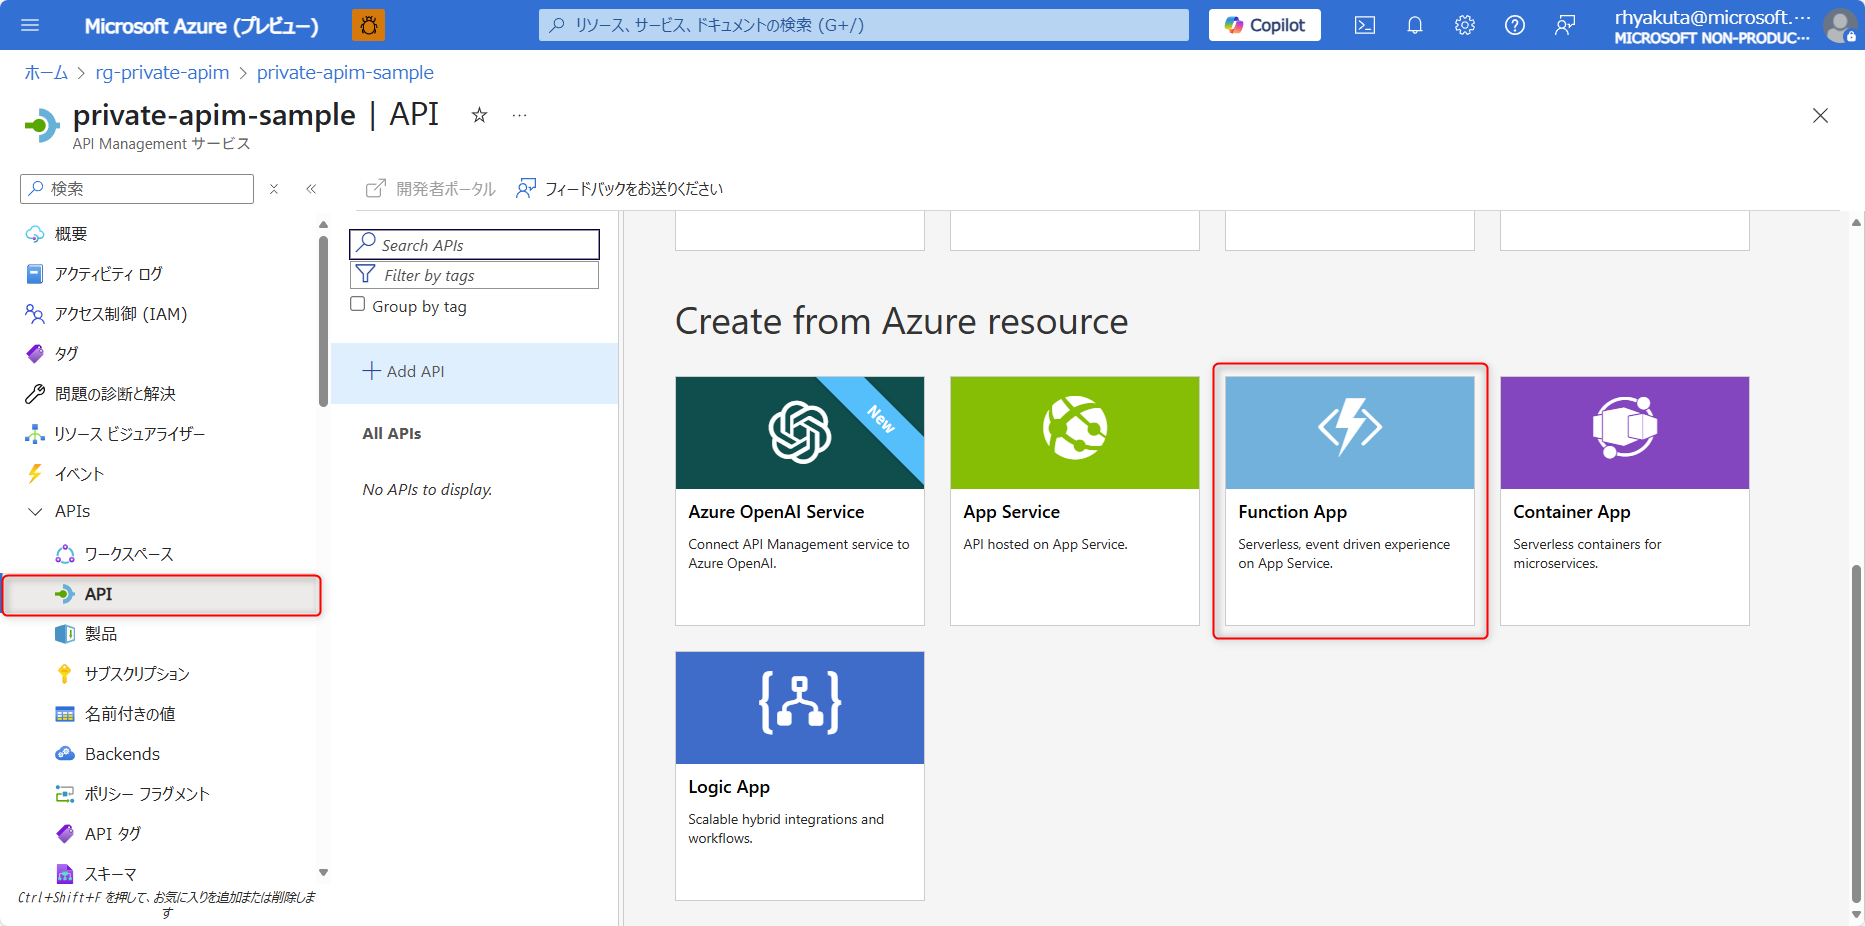 Microsoft Azure (プレビュー)
リソース、サービス、ドキュメントの検索 (G+/)
Copilot
rhyakuta@microsoft.…
MICROSOFT NON-PRODUC…
ホーム > rg-private-apim > private-apim-sample
private-apim-sample | API
API Management サービス
検索
概要
アクティビティ ログ
アクセス制御 (IAM)
タグ
問題の診断と解決
リソース ビジュアライザー
イベント
APIs
ワークスペース
API
製品
サブスクリプション
名前付きの値
Backends
ポリシー フラグメント
API タグ
スキーマ
Ctrl+Shift+F を押して、お気に入りを追加または削除しま
す
開発者ポータル
フィードバックをお送りください
Search APIs
Filter by tags
Group by tag
Add API
All APIs
No APIs to display.
Create from Azure resource
New
Azure OpenAI Service
Connect API Management service to
Azure OpenAI.
App Service
API hosted on App Service.
Function App
Serverless, event driven experience
on App Service.
Container App
Serverless containers for
microservices.
Logic App
Scalable hybrid integrations and
workflows.